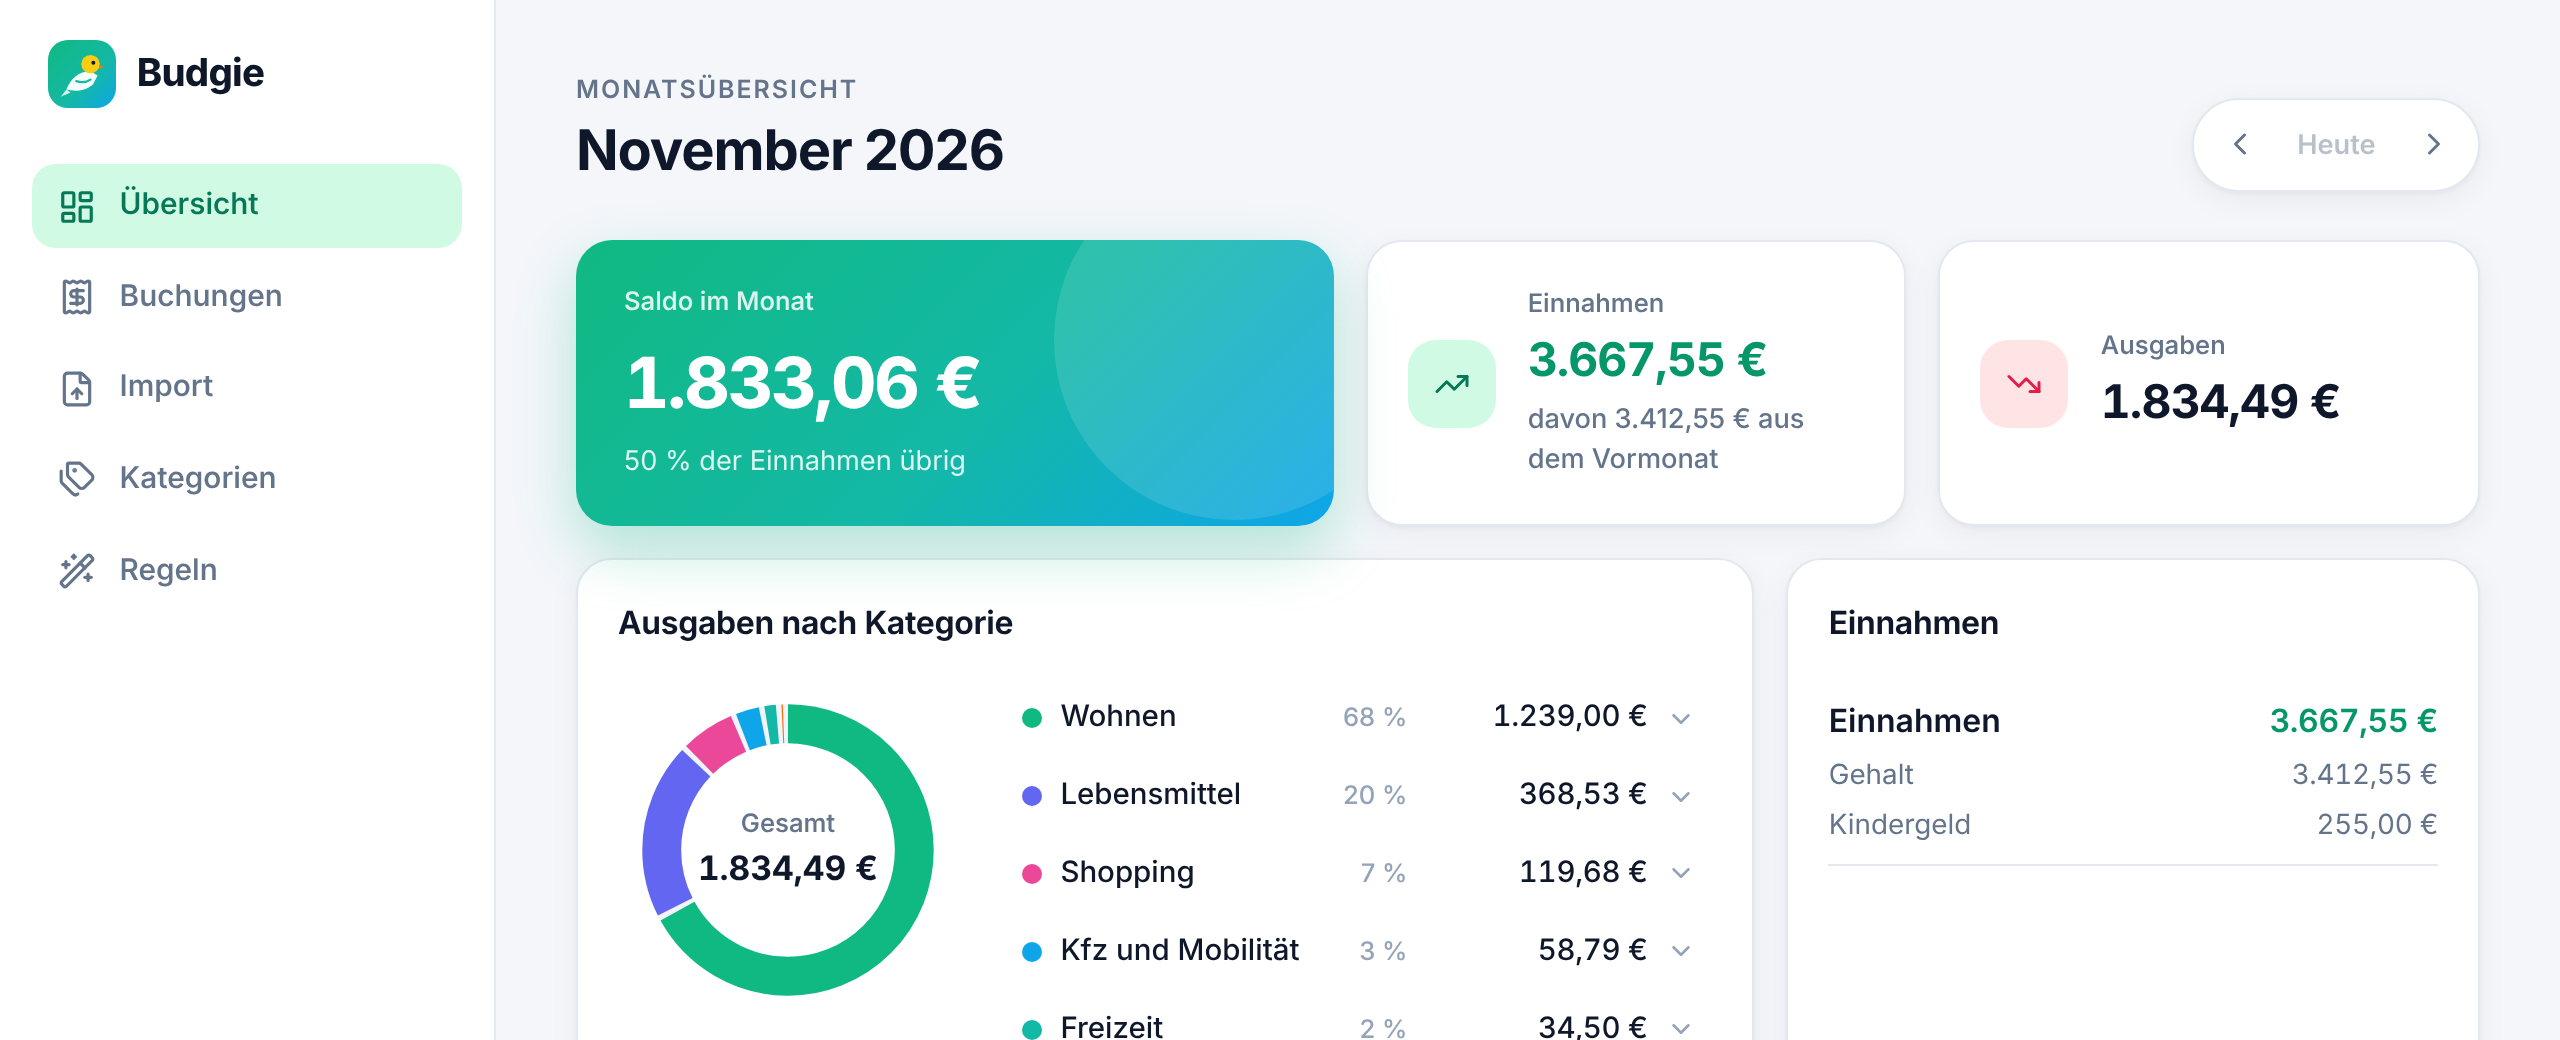 Budgie
Übersicht
Buchungen
Import
Kategorien
Regeln
MONATSÜBERSICHT
November 2026
Heute
Saldo im Monat
1.833,06 €
50 % der Einnahmen übrig
Einnahmen
3.667,55 €
davon 3.412,55 € aus
dem Vormonat
Ausgaben
1.834,49 €
Ausgaben nach Kategorie
Gesamt
1.834,49 €
Wohnen 68 % 1.239,00 €
Lebensmittel 20 % 368,53 €
Shopping 7 % 119,68 €
Kfz und Mobilität 3 % 58,79 €
Freizeit 2 % 34,50 €
Einnahmen
Einnahmen 3.667,55 €
Gehalt 3.412,55 €
Kindergeld 255,00 €